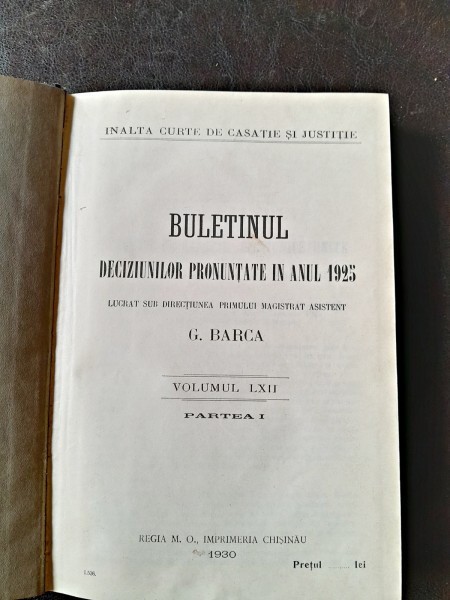 INALTA CURTE DE CASAȚIE ȘI JUSTIȚIE
BULETINUL
DECIZIUNILOR PRONUNȚATE IN ANUL 1925
LUCRAT SUB DIRECȚIUNEA PRIMULUI MAGISTRAT ASISTENT
G. BARCA
VOLUMUL LXII
PARTEA I
REGIA M. O., IMPRIMERIA CHIȘINĂU
1930
Prețul ........ lei